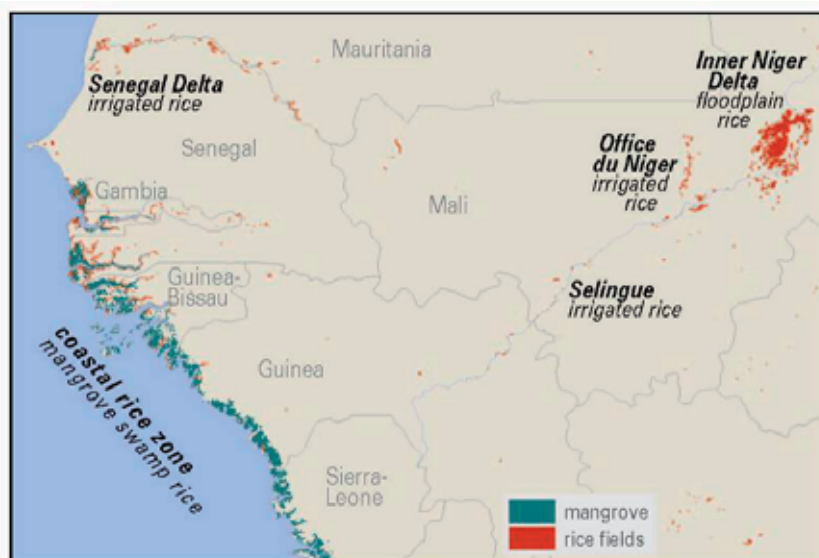 Mauritania
Senegal Delta
irrigated rice
Inner Niger
Delta
floodplain
rice
Senegal
Office
du Niger
irrigated
rice
Gambia
Mali
Guinea-
Bissau
Selingue
irrigated rice
coastal rice zone
mangrove swamp rice
Guinea
Sierra-
Leone
mangrove
rice fields